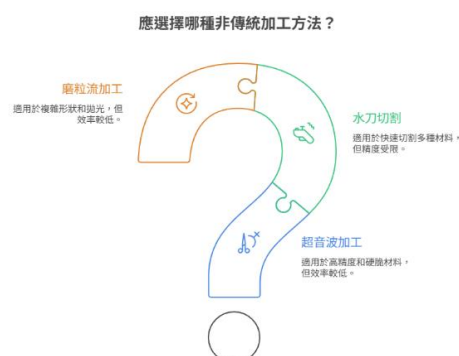 應選擇哪種非傳統加工方法？
磨粒流加工
適用於複雜形狀和拋光，但
效率較低。
水刀切割
適用於快速切割多種材料，
但精度受限。
超音波加工
適用於高精度和硬脆材料，
但效率較低。